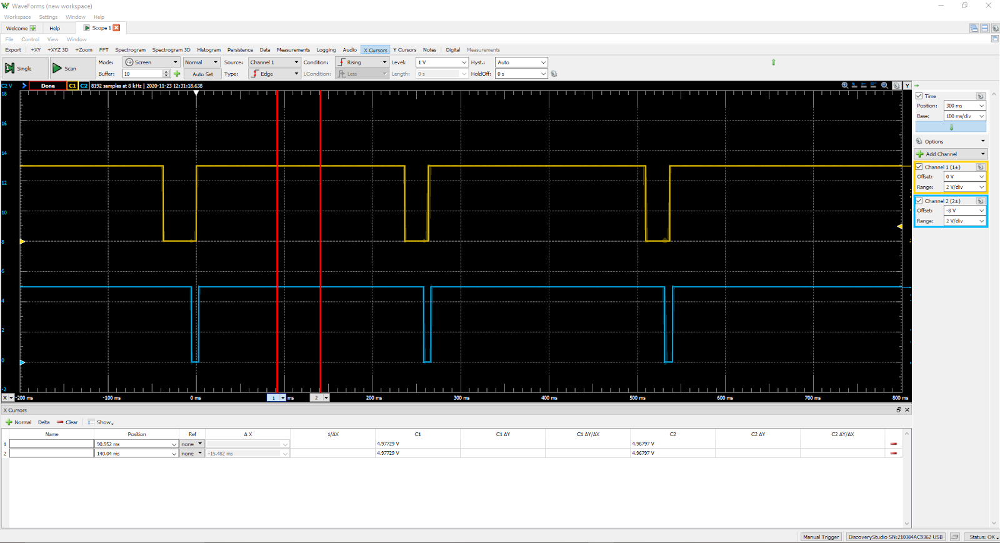 WaveForms (new workspace)
Workspace Settings Window Help
Welcome Help Scope 1
File Control View Window
Export +XY +XYZ 3D +Zoom FFT Spectrogram Spectrogram 3D Histogram Persistence Data Measurements Logging Audio X Cursors Y Cursors Notes Digital Measurements
Single Scan Mode: Screen Normal Source: Channel 1 Condition: Rising Level: 1 V Hyst.: Auto
Buffer: 10 Auto Set Type: Edge LCondition: Less Length: 0 s HoldOff: 0 s
C2 V Done C1 C2 8192 samples at 8 kHz | 2020-11-23 12:31:18.638 Y
18
16
14
12
10
8
6
4
2
0
-2
X -200 ms -100 ms 0 ms 1 ms 2 200 ms 300 ms 400 ms 500 ms 600 ms 700 ms 800 ms
Time
Position: 300 ms
Base: 100 ms/div
Options
Add Channel
Channel 1 (1±)
Offset: 0 V
Range: 2 V/div
Channel 2 (2±)
Offset: -8 V
Range: 2 V/div
X Cursors
Normal Delta Clear Show
Name Position Ref Δ X 1/ΔX C1 C1 ΔY C1 ΔY/ΔX C2 C2 ΔY C2 ΔY/ΔX
1 90.952 ms none 4.97729 V 4.96797 V
2 140.04 ms none -15.482 ms 4.97729 V 4.96797 V
Manual Trigger DiscoveryStudio SN:210384AC9362 USB Status: OK